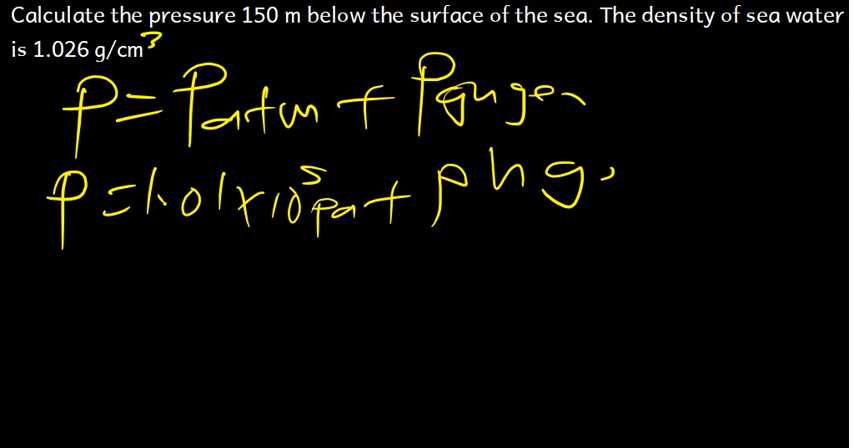 Calculate the pressure 150 m below the surface of the sea. The density of sea water
is 1.026 g/cm³
P = Patm + Pgauge
P = 1.01 x 10⁵ Pa + ρhg